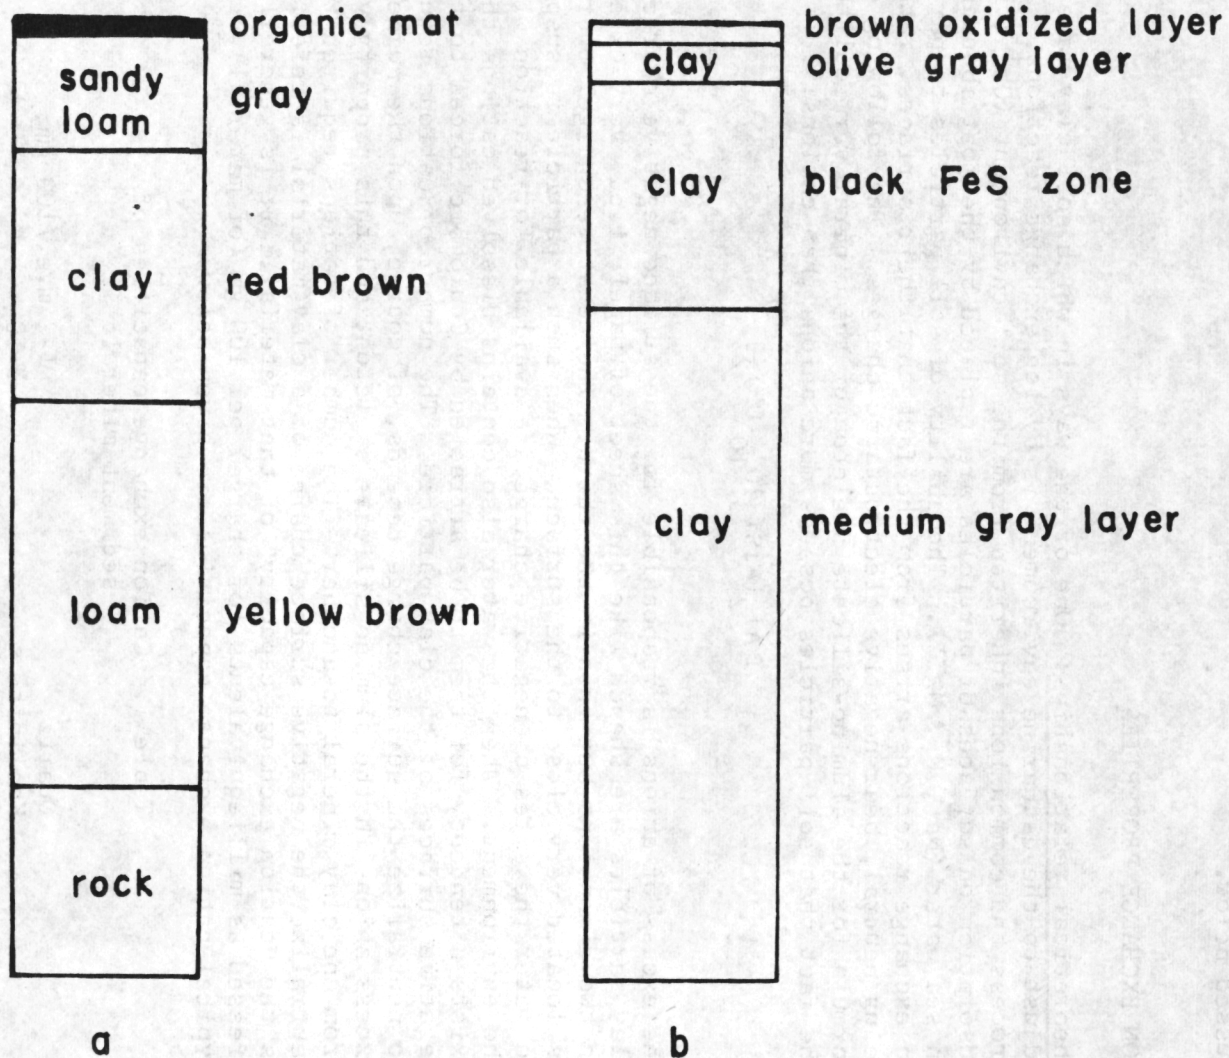 organic mat
sandy
loam
gray
clay
red brown
loam
yellow brown
rock
a
brown oxidized layer
clay
olive gray layer
clay
black FeS zone
clay
medium gray layer
b